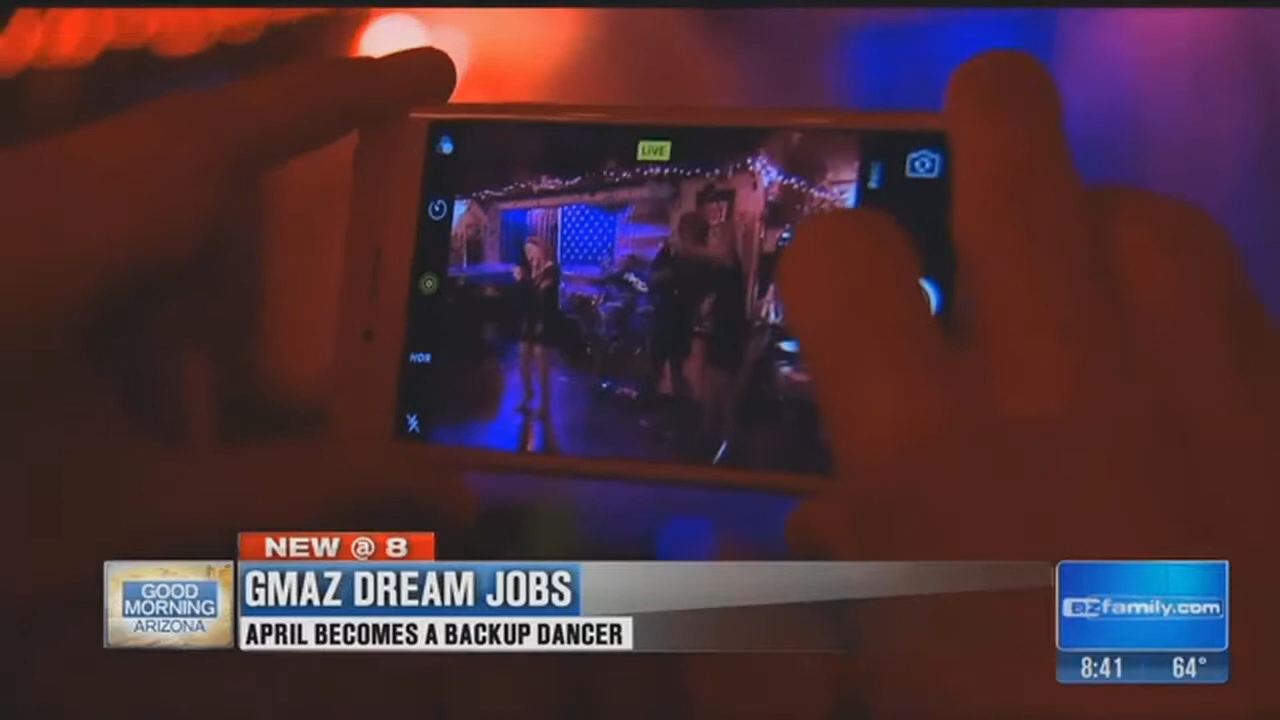 LIVE
HDR
NEW @ 8
GOOD
MORNING
ARIZONA
GMAZ DREAM JOBS
APRIL BECOMES A BACKUP DANCER
azfamily.com
8:41 64°